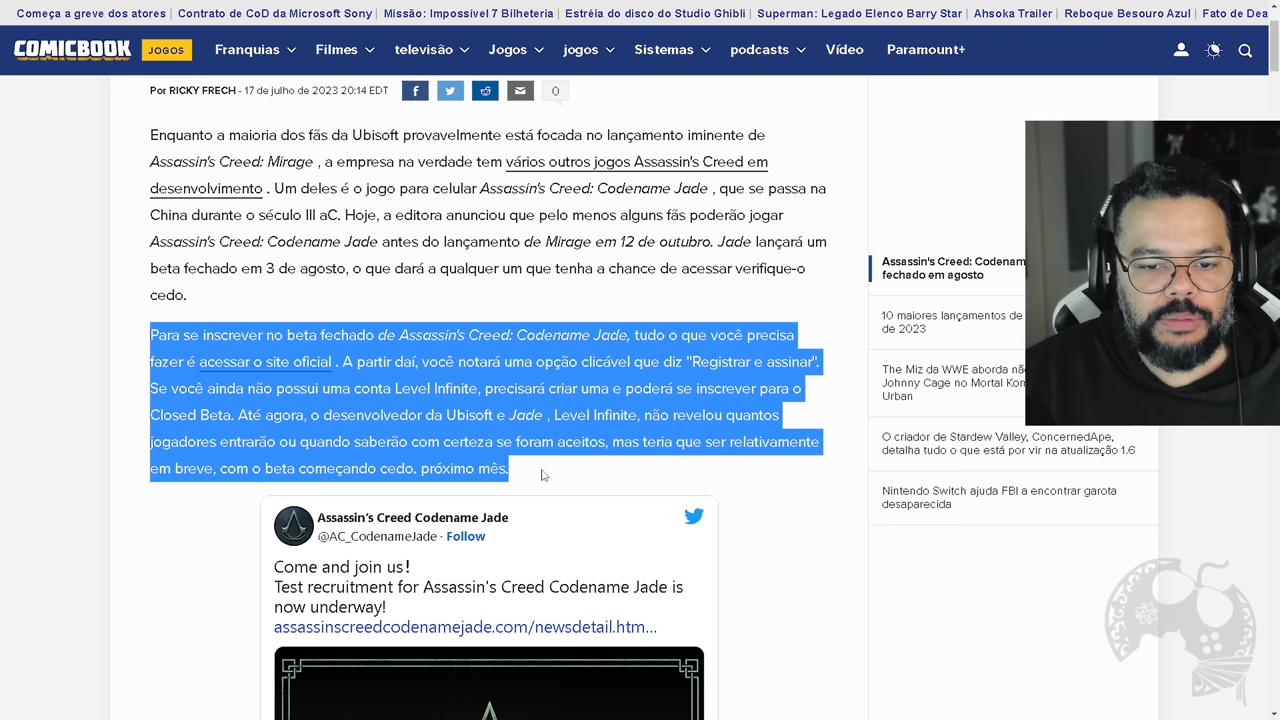 Começa a greve dos atores | Contrato de CoD da Microsoft Sony | Missão: Impossível 7 Bilheteria | Estréia do disco do Studio Ghibli | Superman: Legado Elenco Barry Star | Ahsoka Trailer | Reboque Besouro Azul | Fato de Dea
COMICBOOK JOGOS Franquias Filmes televisão Jogos jogos Sistemas podcasts Vídeo Paramount+
Por RICKY FRECH - 17 de julho de 2023 20:14 EDT 0
Enquanto a maioria dos fãs da Ubisoft provavelmente está focada no lançamento iminente de
Assassin's Creed: Mirage , a empresa na verdade tem vários outros jogos Assassin's Creed em
desenvolvimento . Um deles é o jogo para celular Assassin's Creed: Codename Jade , que se passa na
China durante o século III aC. Hoje, a editora anunciou que pelo menos alguns fãs poderão jogar
Assassin's Creed: Codename Jade antes do lançamento de Mirage em 12 de outubro. Jade lançará um
beta fechado em 3 de agosto, o que dará a qualquer um que tenha a chance de acessar verifique-o
cedo.
Para se inscrever no beta fechado de Assassin's Creed: Codename Jade, tudo o que você precisa
fazer é acessar o site oficial . A partir daí, você notará uma opção clicável que diz "Registrar e assinar".
Se você ainda não possui uma conta Level Infinite, precisará criar uma e poderá se inscrever para o
Closed Beta. Até agora, o desenvolvedor da Ubisoft e Jade , Level Infinite, não revelou quantos
jogadores entrarão ou quando saberão com certeza se foram aceitos, mas teria que ser relativamente
em breve, com o beta começando cedo. próximo mês.
Assassin's Creed Codename Jade
@AC_CodenameJade · Follow
Come and join us!
Test recruitment for Assassin's Creed Codename Jade is
now underway!
assassinscreedcodenamejade.com/newsdetail.htm...
Assassin's Creed: Codenam
fechado em agosto
10 maiores lançamentos de
de 2023
The Miz da WWE aborda nã
Johnny Cage no Mortal Kom
Urban
O criador de Stardew Valley, ConcernedApe,
detalha tudo o que está por vir na atualização 1.6
Nintendo Switch ajuda FBI a encontrar garota
desaparecida